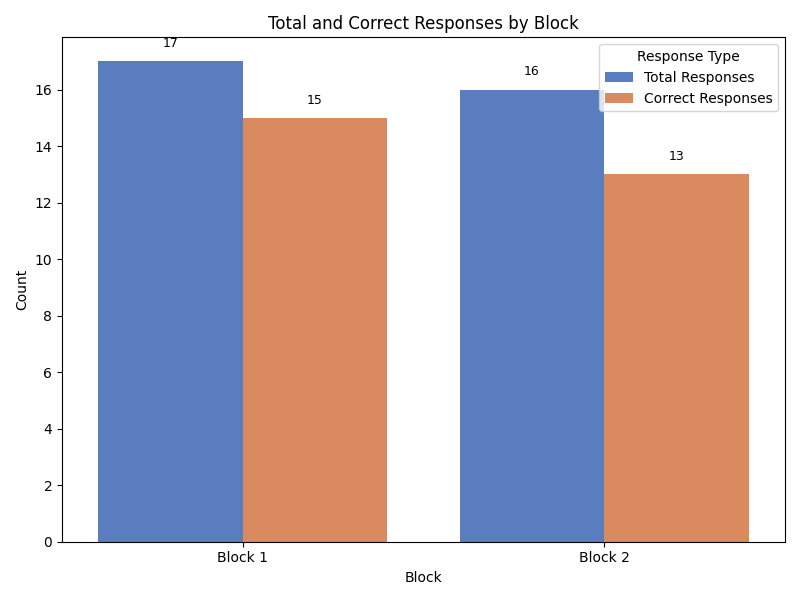 Total and Correct Responses by Block
17
16
15
13
Response Type
Total Responses
Correct Responses
16
14
12
10
8
6
4
2
0
Count
Block 1
Block 2
Block